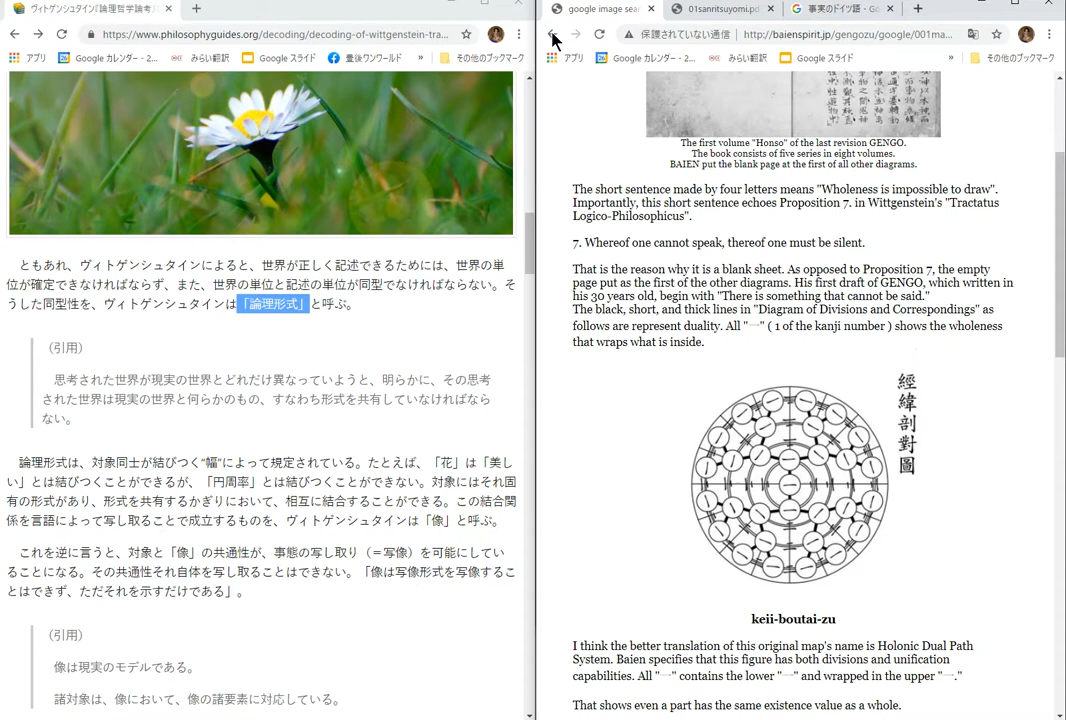 ヴィトゲンシュタイン『論理哲学論考』
https://www.philosophyguides.org/decoding/decoding-of-wittgenstein-tra...
アプリ Google カレンダー - 2... みらい翻訳 Google スライド 豊後ワンワールド » その他のブックマーク
ともあれ、ヴィトゲンシュタインによると、世界が正しく記述できるためには、世界の単
位が確定できなければならず、また、世界の単位と記述の単位が同型でなければならない。そ
うした同型性を、ヴィトゲンシュタインは「論理形式」と呼ぶ。
（引用）
思考された世界が現実の世界とどれだけ異なっていようと、明らかに、その思考
された世界は現実の世界と何らかのもの、すなわち形式を共有していなければなら
ない。
論理形式は、対象同士が結びつく“幅”によって規定されている。たとえば、「花」は「美し
い」とは結びつくことができるが、「円周率」とは結びつくことができない。対象にはそれ固
有の形式があり、形式を共有するかぎりにおいて、相互に結合することができる。この結合関
係を言語によって写し取ることで成立するものを、ヴィトゲンシュタインは「像」と呼ぶ。
これを逆に言うと、対象と「像」の共通性が、事態の写し取り（＝写像）を可能にしてい
ることになる。その共通性それ自体を写し取ることはできない。「像は写像形式を写像するこ
とはできず、ただそれを示すだけである」。
（引用）
像は現実のモデルである。
諸対象は、像において、像の諸要素に対応している。
google image sear 01sanritsuyomi.pd 事実のドイツ語 - Go
保護されていない通信 http://baienspirit.jp/gengozu/google/001ma...
アプリ Google カレンダー - 2... みらい翻訳 Google スライド » その他のブックマーク
The first volume "Honso" of the last revision GENGO.
The book consists of five series in eight volumes.
BAIEN put the blank page at the first of all other diagrams.
The short sentence made by four letters means "Wholeness is impossible to draw".
Importantly, this short sentence echoes Proposition 7. in Wittgenstein's "Tractatus
Logico-Philosophicus".
7. Whereof one cannot speak, thereof one must be silent.
That is the reason why it is a blank sheet. As opposed to Proposition 7, the empty
page put as the first of the other diagrams. His first draft of GENGO, which written in
his 30 years old, begin with "There is something that cannot be said."
The black, short, and thick lines in "Diagram of Divisions and Correspondings" as
follows are represent duality. All "一" ( 1 of the kanji number ) shows the wholeness
that wraps what is inside.
經緯剖對圖
keii-boutai-zu
I think the better translation of this original map's name is Holonic Dual Path
System. Baien specifies that this figure has both divisions and unification
capabilities. All "一" contains the lower "一" and wrapped in the upper "一."
That shows even a part has the same existence value as a whole.